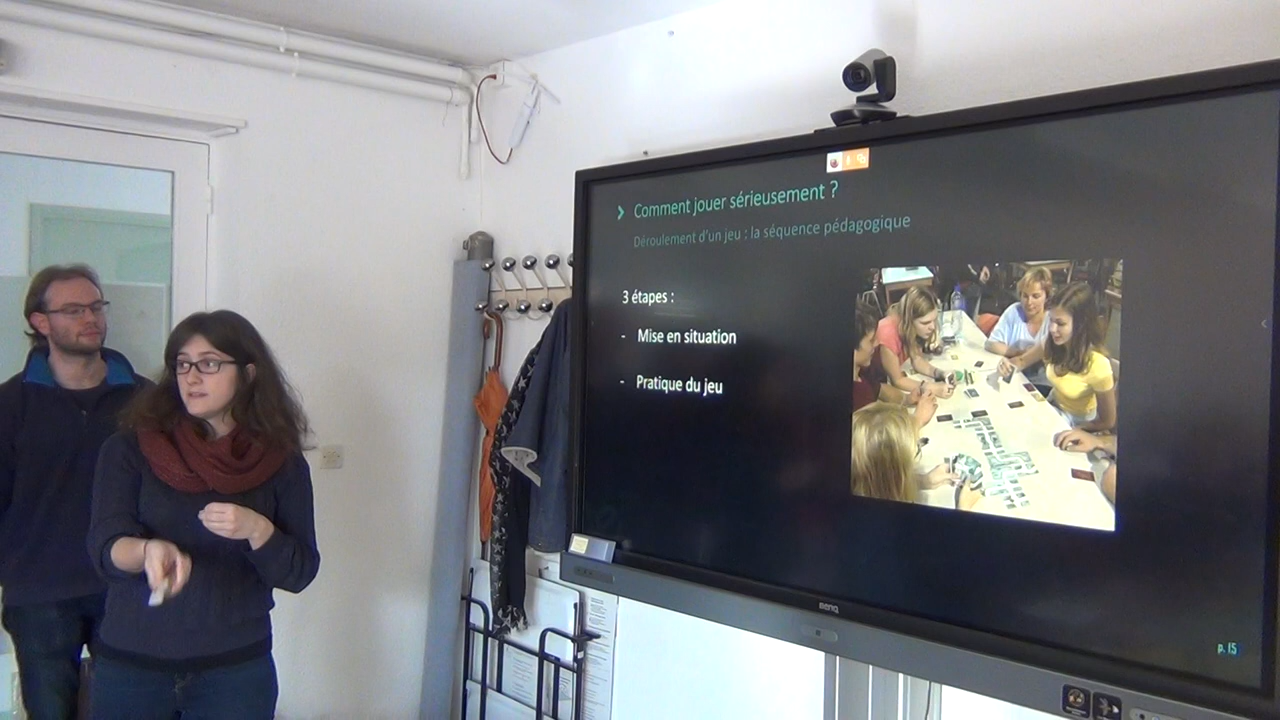 Comment jouer sérieusement ?
Déroulement d'un jeu : la séquence pédagogique
3 étapes :
- Mise en situation
- Pratique du jeu
BenQ
p. 15